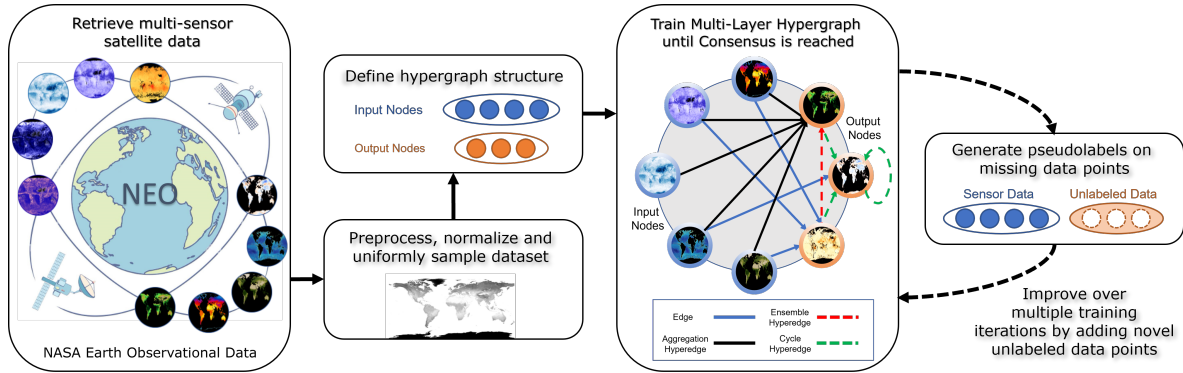 Retrieve multi-sensor
satellite data
NEO
NASA Earth Observational Data
Define hypergraph structure
Input Nodes
Output Nodes
Preprocess, normalize and
uniformly sample dataset
Train Multi-Layer Hypergraph
until Consensus is reached
Output
Nodes
Input
Nodes
Edge
Ensemble
Hyperedge
Aggregation
Hyperedge
Cycle
Hyperedge
Generate pseudolabels on
missing data points
Sensor Data
Unlabeled Data
Improve over
multiple training
iterations by adding novel
unlabeled data points